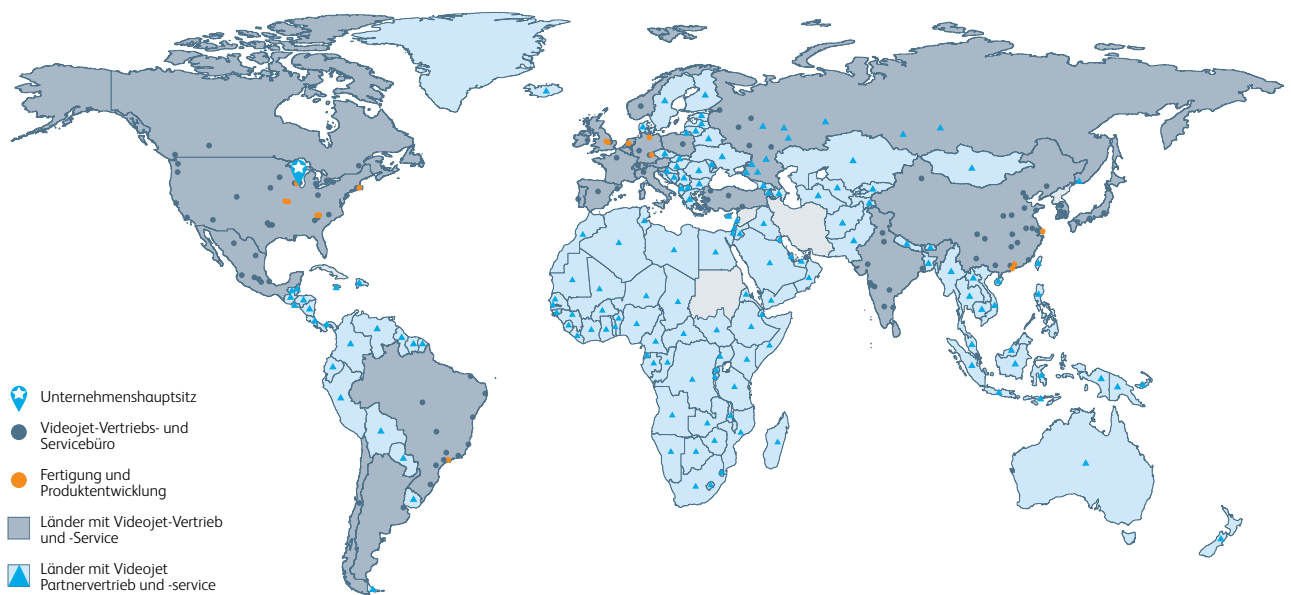 Unternehmenshauptsitz
Videojet-Vertriebs- und
Servicebüro
Fertigung und
Produktentwicklung
Länder mit Videojet-Vertrieb
und -Service
Länder mit Videojet
Partnervertrieb und -service